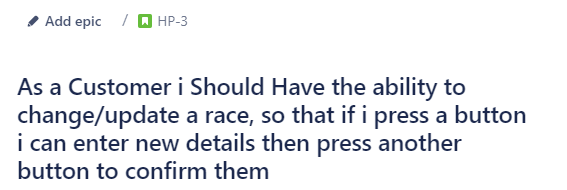 Add epic / HP-3
As a Customer i Should Have the ability to
change/update a race, so that if i press a button
i can enter new details then press another
button to confirm them